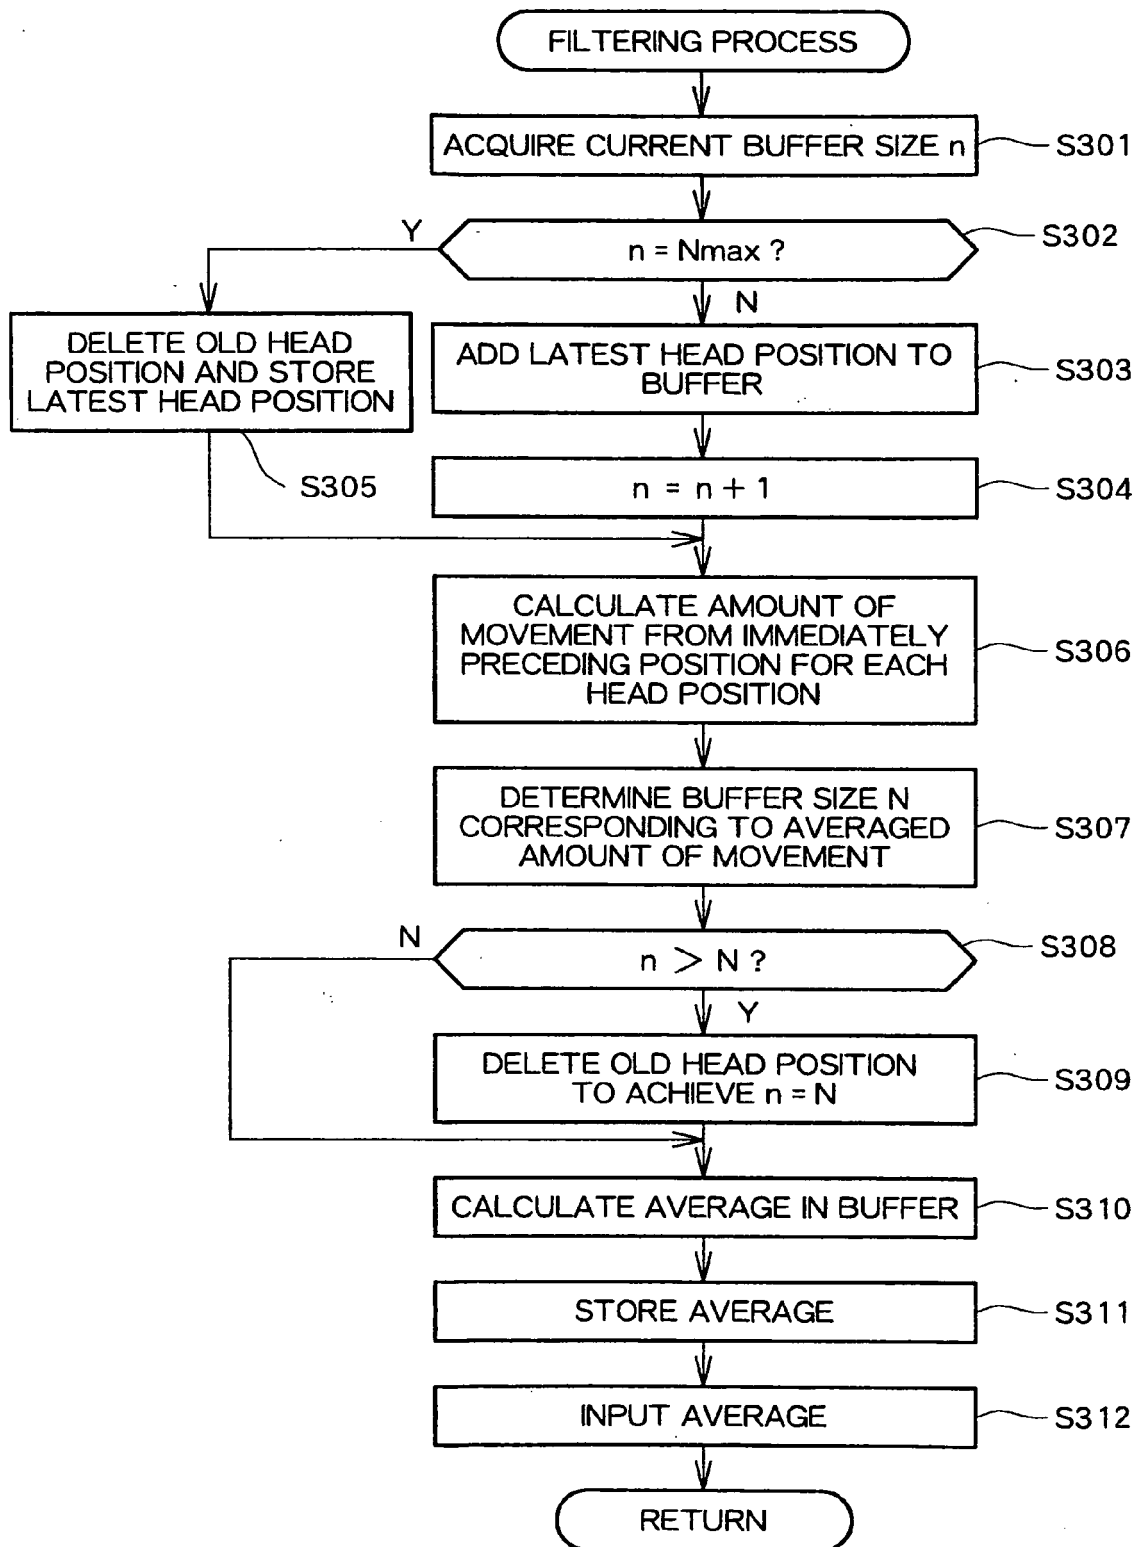 FILTERING PROCESS
ACQUIRE CURRENT BUFFER SIZE n
S301
Y
n = Nmax ?
S302
N
DELETE OLD HEAD
POSITION AND STORE
LATEST HEAD POSITION
S305
ADD LATEST HEAD POSITION TO
BUFFER
S303
n = n + 1
S304
CALCULATE AMOUNT OF
MOVEMENT FROM IMMEDIATELY
PRECEDING POSITION FOR EACH
HEAD POSITION
S306
DETERMINE BUFFER SIZE N
CORRESPONDING TO AVERAGED
AMOUNT OF MOVEMENT
S307
N
n > N ?
S308
Y
DELETE OLD HEAD POSITION
TO ACHIEVE n = N
S309
CALCULATE AVERAGE IN BUFFER
S310
STORE AVERAGE
S311
INPUT AVERAGE
S312
RETURN